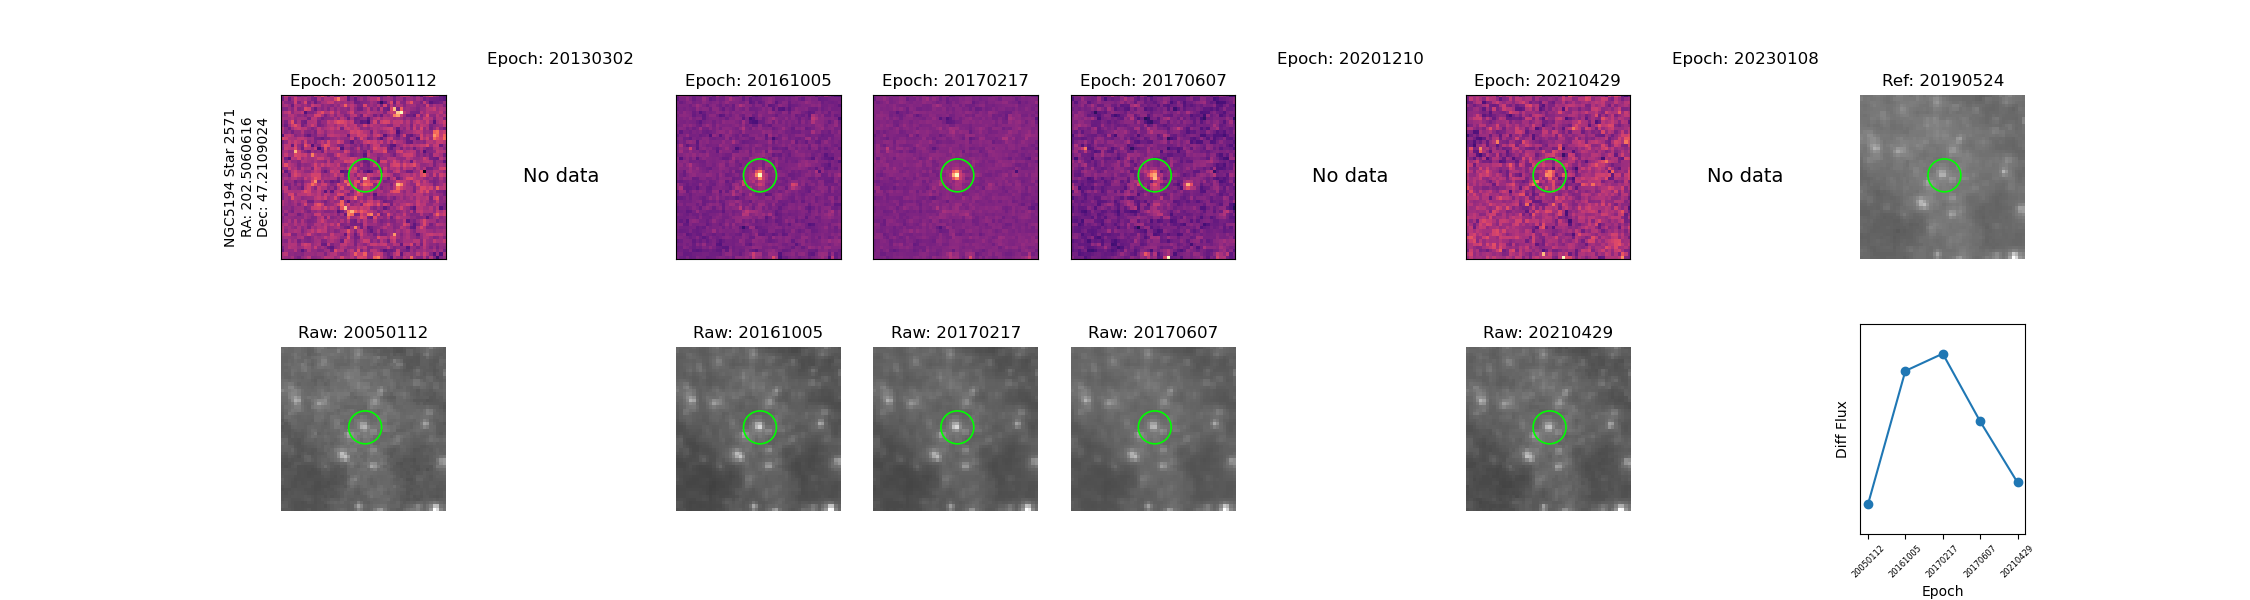 NGC5194 Star 2571
RA: 202.5060616
Dec: 47.2109024
Epoch: 20050112
Epoch: 20130302
No data
Epoch: 20161005
Epoch: 20170217
Epoch: 20170607
Epoch: 20201210
No data
Epoch: 20210429
Epoch: 20230108
No data
Ref: 20190524
Raw: 20050112
Raw: 20161005
Raw: 20170217
Raw: 20170607
Raw: 20210429
Diff Flux
20050112
20161005
20170217
20170607
20210429
Epoch